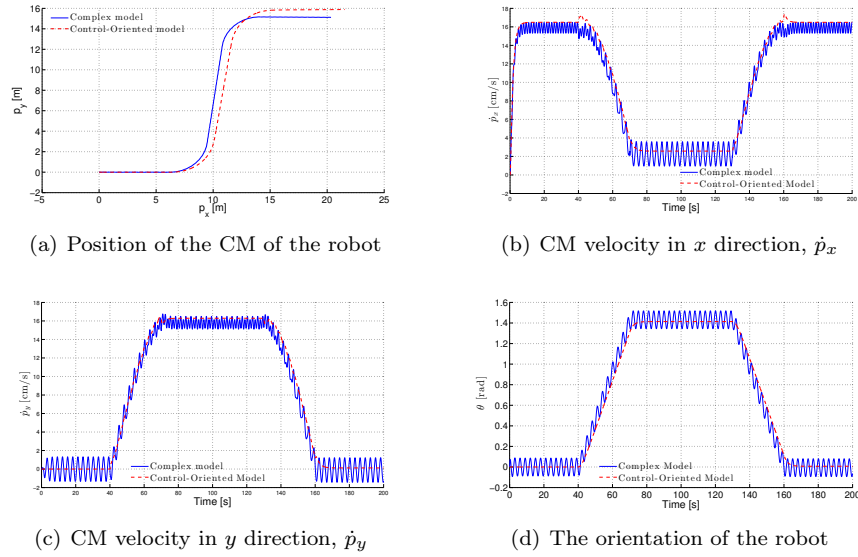 16
14
12
10
8
6
4
2
0
−2
p_y [m]
Complex model
Control-Oriented model
−5 0 5 10 15 20 25
p_x [m]
(a) Position of the CM of the robot
18
16
14
12
10
8
6
4
2
0
−2
ṗ_x [cm/s]
Complex model
Control-Oriented Model
0 20 40 60 80 100 120 140 160 180 200
Time [s]
(b) CM velocity in x direction, ṗ_x
18
16
14
12
10
8
6
4
2
0
−2
ṗ_y [cm/s]
Complex model
Control-Oriented Model
0 20 40 60 80 100 120 140 160 180 200
Time [s]
(c) CM velocity in y direction, ṗ_y
1.6
1.4
1.2
1
0.8
0.6
0.4
0.2
0
−0.2
θ [rad]
Complex Model
Control-Oriented Model
0 20 40 60 80 100 120 140 160 180 200
Time [s]
(d) The orientation of the robot